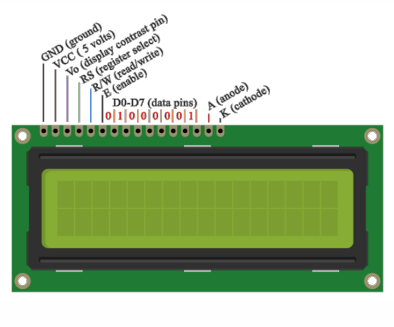 GND (ground)
VCC ( 5 volts)
Vo (display contrast pin)
RS (register select)
R/W (read/write)
E (enable)
D0-D7 (data pins)
0 1 0 0 0 0 0 1
A (anode)
K (cathode)